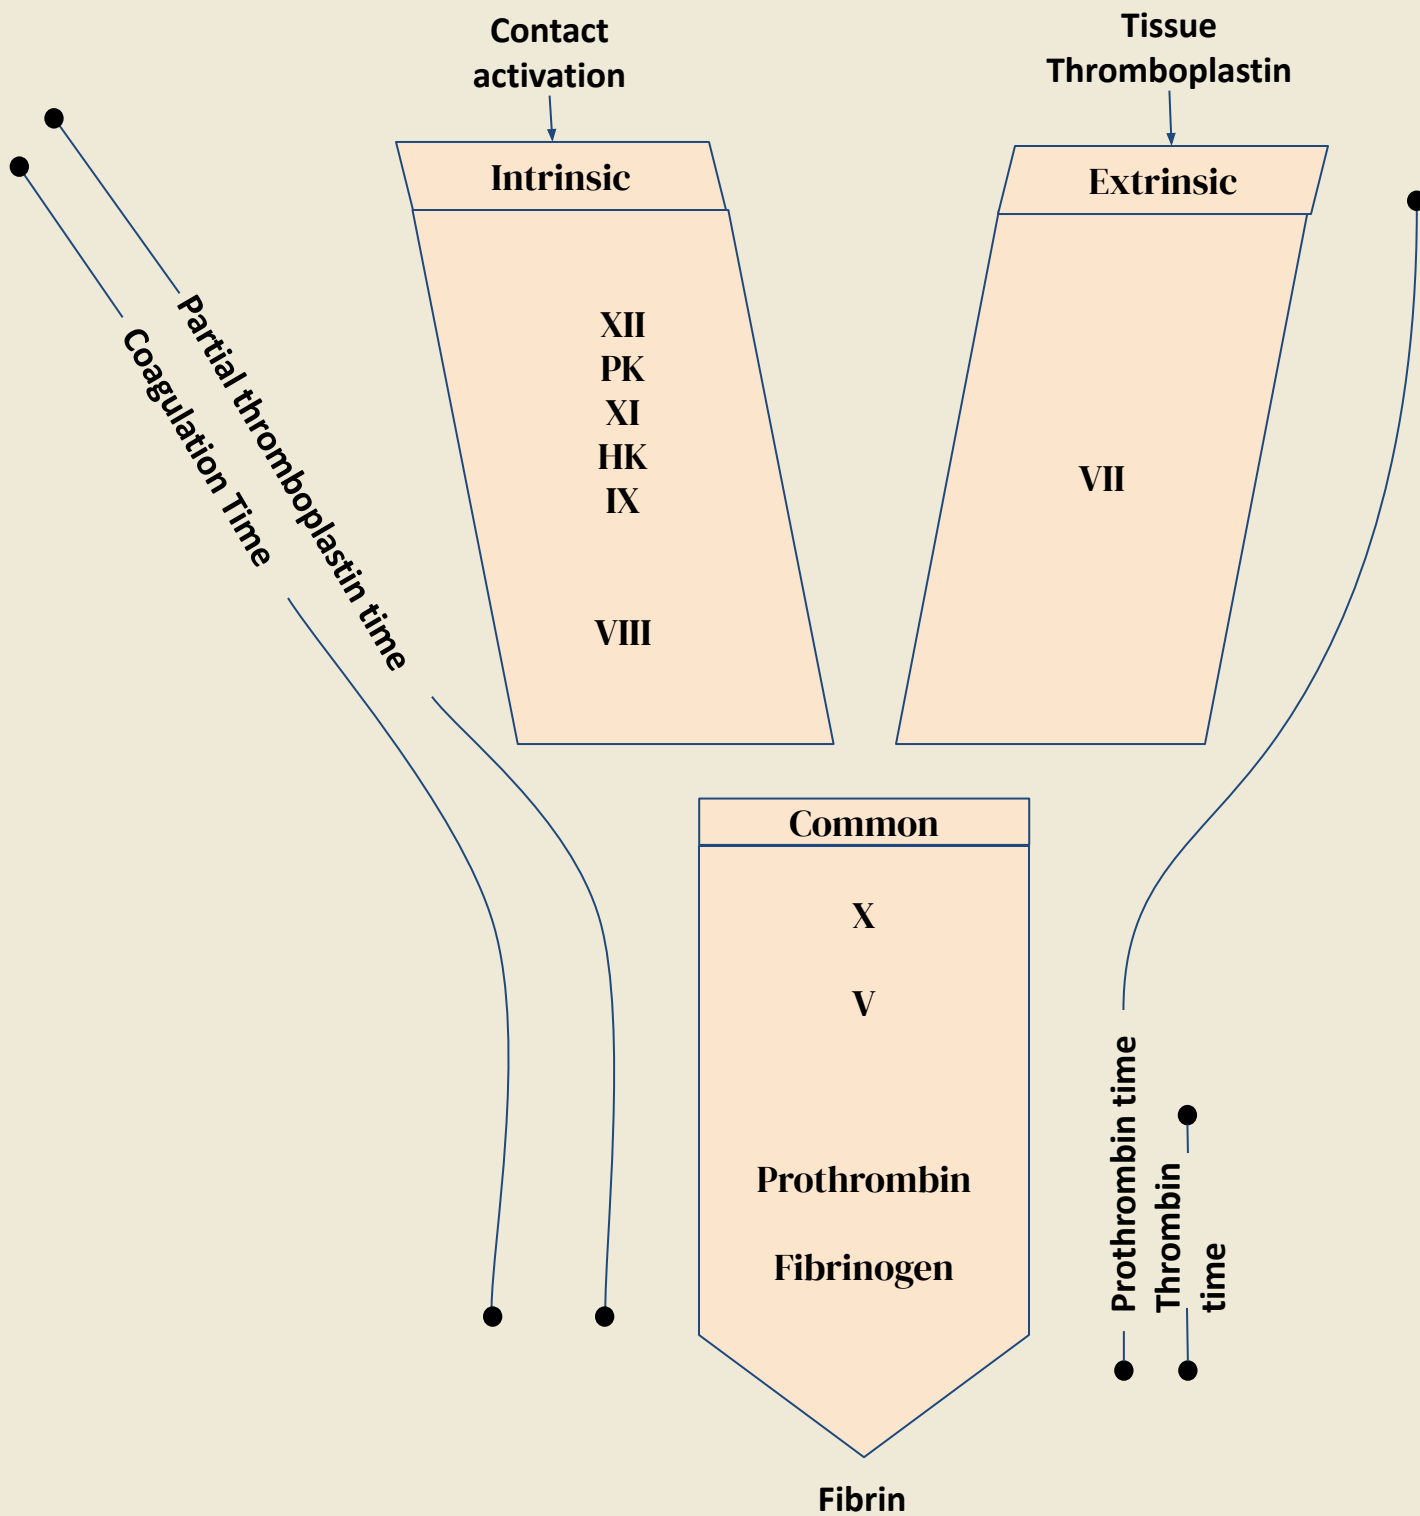 Contact
activation
Tissue
Thromboplastin
Intrinsic
Extrinsic
Partial thromboplastin time
Coagulation Time
XII
PK
XI
HK
IX
VIII
VII
Common
X
V
Prothrombin
Fibrinogen
Prothrombin time
Thrombin
time
Fibrin